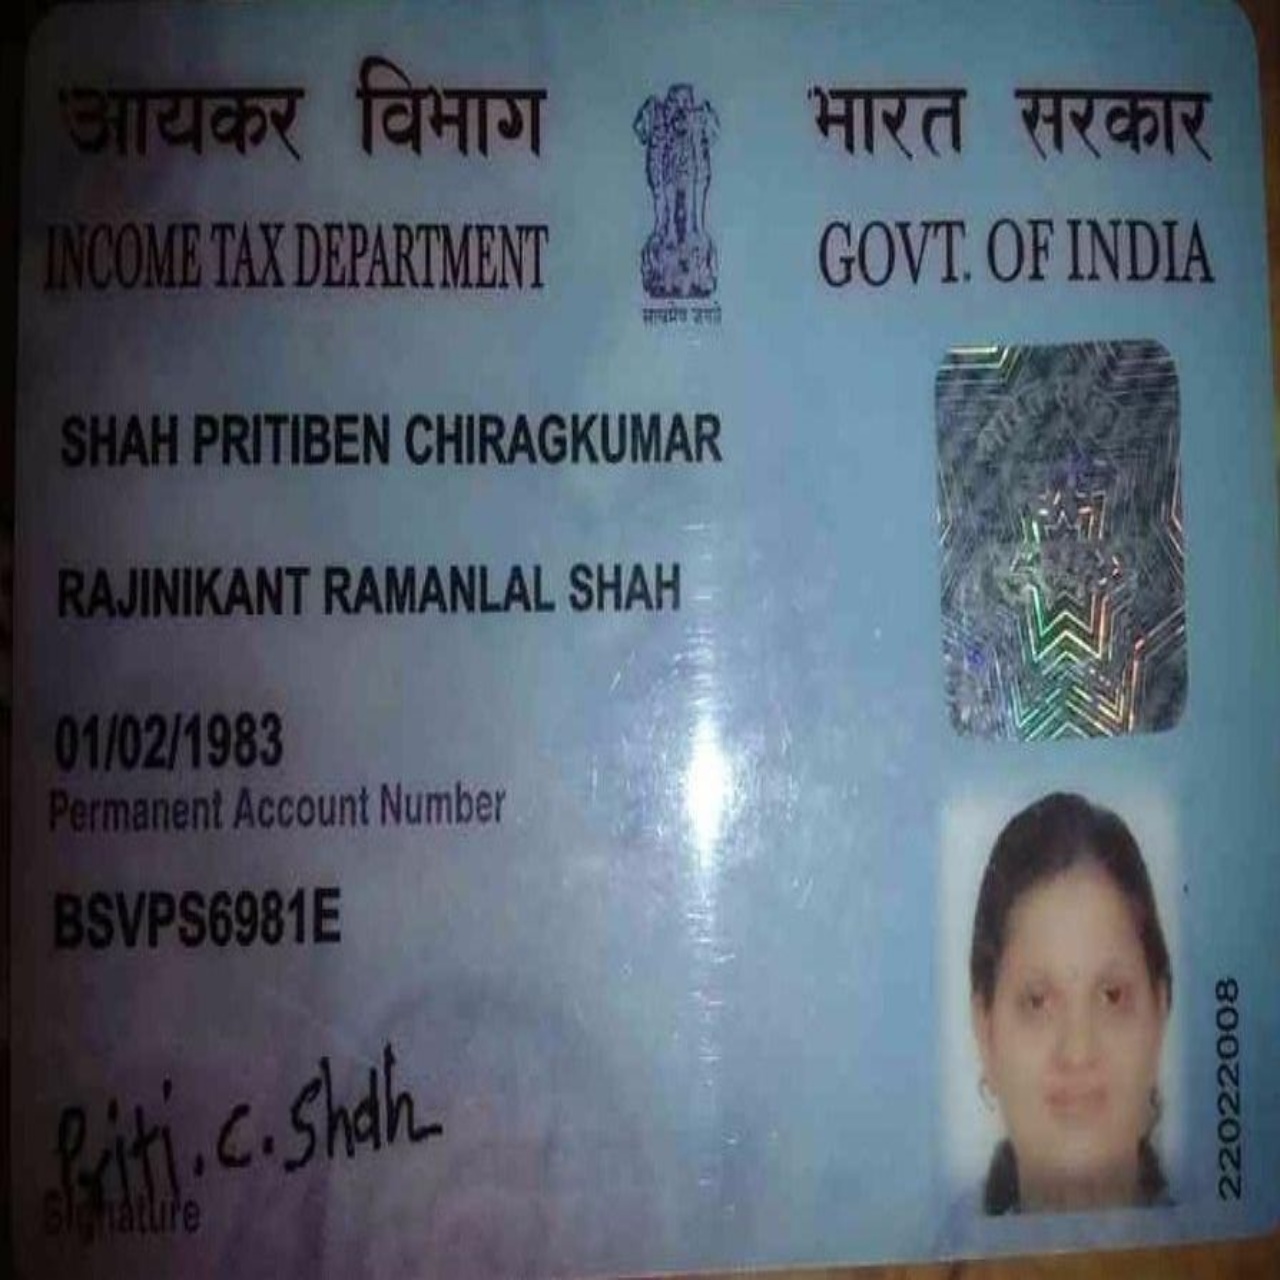 आयकर विभाग भारत सरकार
INCOME TAX DEPARTMENT GOVT. OF INDIA
सत्यमेव जयते
SHAH PRITIBEN CHIRAGKUMAR
RAJINIKANT RAMANLAL SHAH
01/02/1983
Permanent Account Number
BSVPS6981E
Priti. C. Shah
Signature
22022008